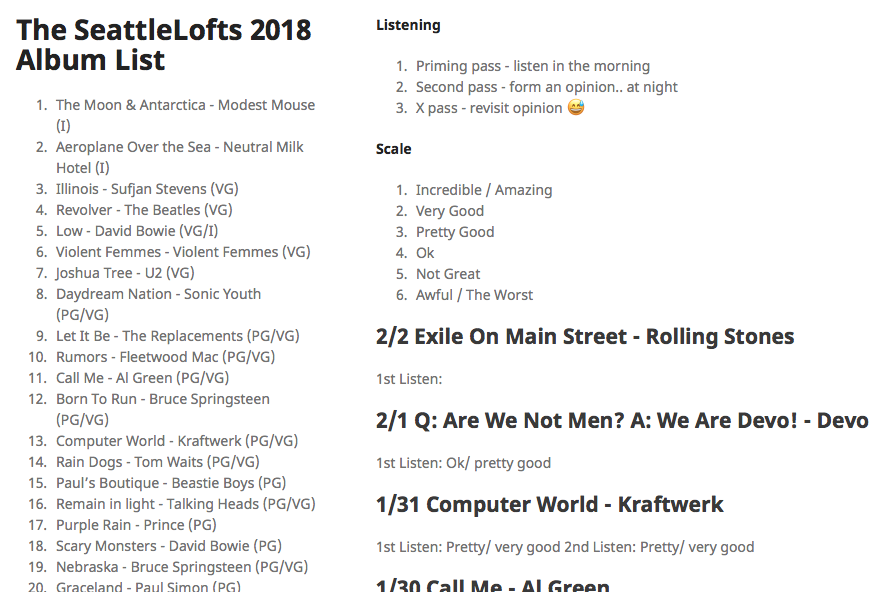 The SeattleLofts 2018
Album List
1. The Moon & Antarctica - Modest Mouse
(I)
2. Aeroplane Over the Sea - Neutral Milk
Hotel (I)
3. Illinois - Sufjan Stevens (VG)
4. Revolver - The Beatles (VG)
5. Low - David Bowie (VG/I)
6. Violent Femmes - Violent Femmes (VG)
7. Joshua Tree - U2 (VG)
8. Daydream Nation - Sonic Youth
(PG/VG)
9. Let It Be - The Replacements (PG/VG)
10. Rumors - Fleetwood Mac (PG/VG)
11. Call Me - Al Green (PG/VG)
12. Born To Run - Bruce Springsteen
(PG/VG)
13. Computer World - Kraftwerk (PG/VG)
14. Rain Dogs - Tom Waits (PG/VG)
15. Paul’s Boutique - Beastie Boys (PG)
16. Remain in light - Talking Heads (PG/VG)
17. Purple Rain - Prince (PG)
18. Scary Monsters - David Bowie (PG)
19. Nebraska - Bruce Springsteen (PG/VG)
20. Graceland - Paul Simon (PG)
Listening
1. Priming pass - listen in the morning
2. Second pass - form an opinion.. at night
3. X pass - revisit opinion 😅
Scale
1. Incredible / Amazing
2. Very Good
3. Pretty Good
4. Ok
5. Not Great
6. Awful / The Worst
2/2 Exile On Main Street - Rolling Stones
1st Listen:
2/1 Q: Are We Not Men? A: We Are Devo! - Devo
1st Listen: Ok/ pretty good
1/31 Computer World - Kraftwerk
1st Listen: Pretty/ very good 2nd Listen: Pretty/ very good
1/30 Call Me - Al Green